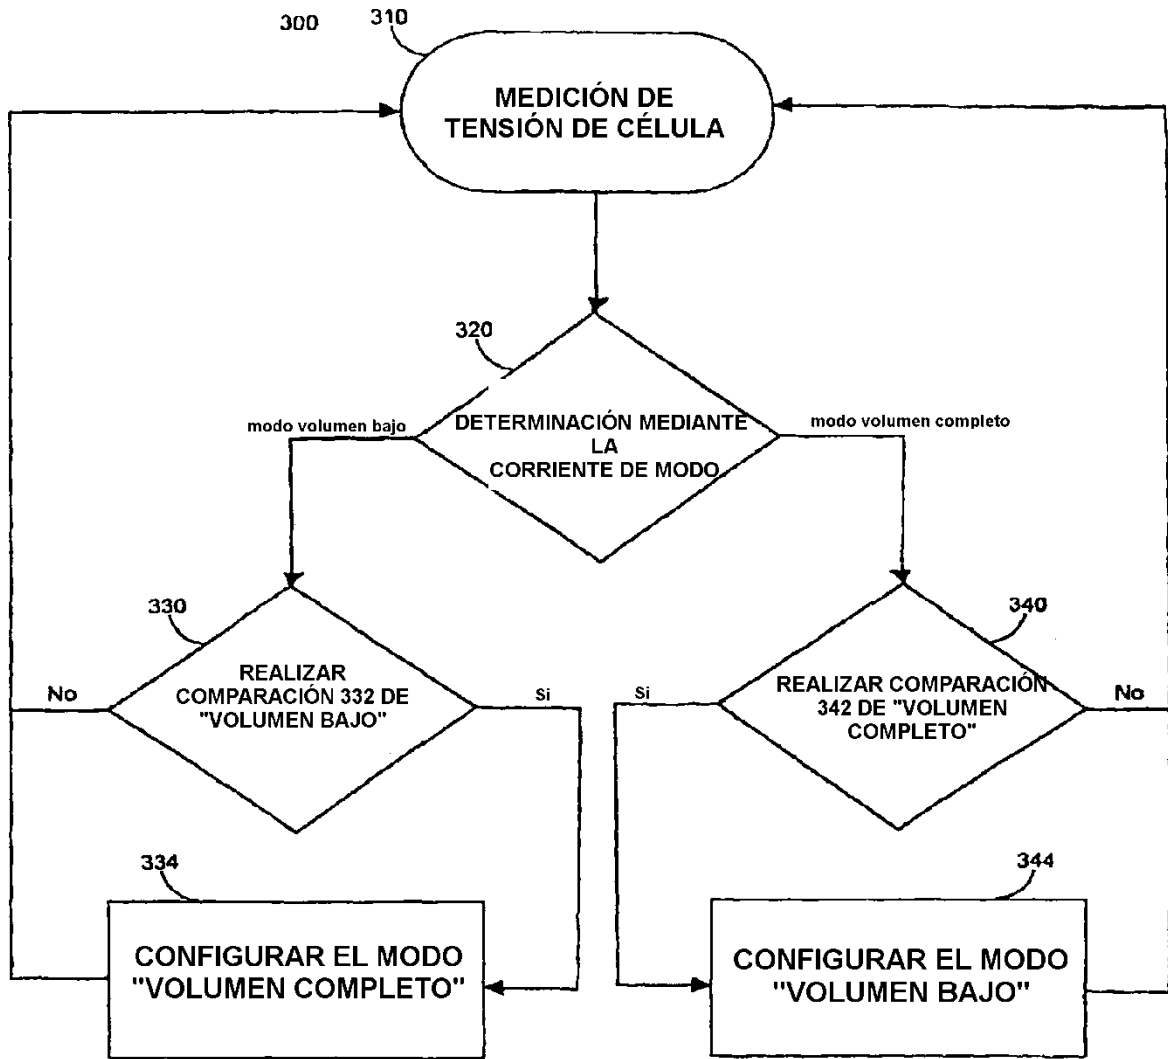 300
310
MEDICIÓN DE
TENSIÓN DE CÉLULA
320
modo volumen bajo
DETERMINACIÓN MEDIANTE
LA
CORRIENTE DE MODO
modo volumen completo
330
REALIZAR
COMPARACIÓN 332 DE
"VOLUMEN BAJO"
No
Si
340
REALIZAR COMPARACIÓN
342 DE "VOLUMEN
COMPLETO"
Si
No
334
CONFIGURAR EL MODO
"VOLUMEN COMPLETO"
344
CONFIGURAR EL MODO
"VOLUMEN BAJO"